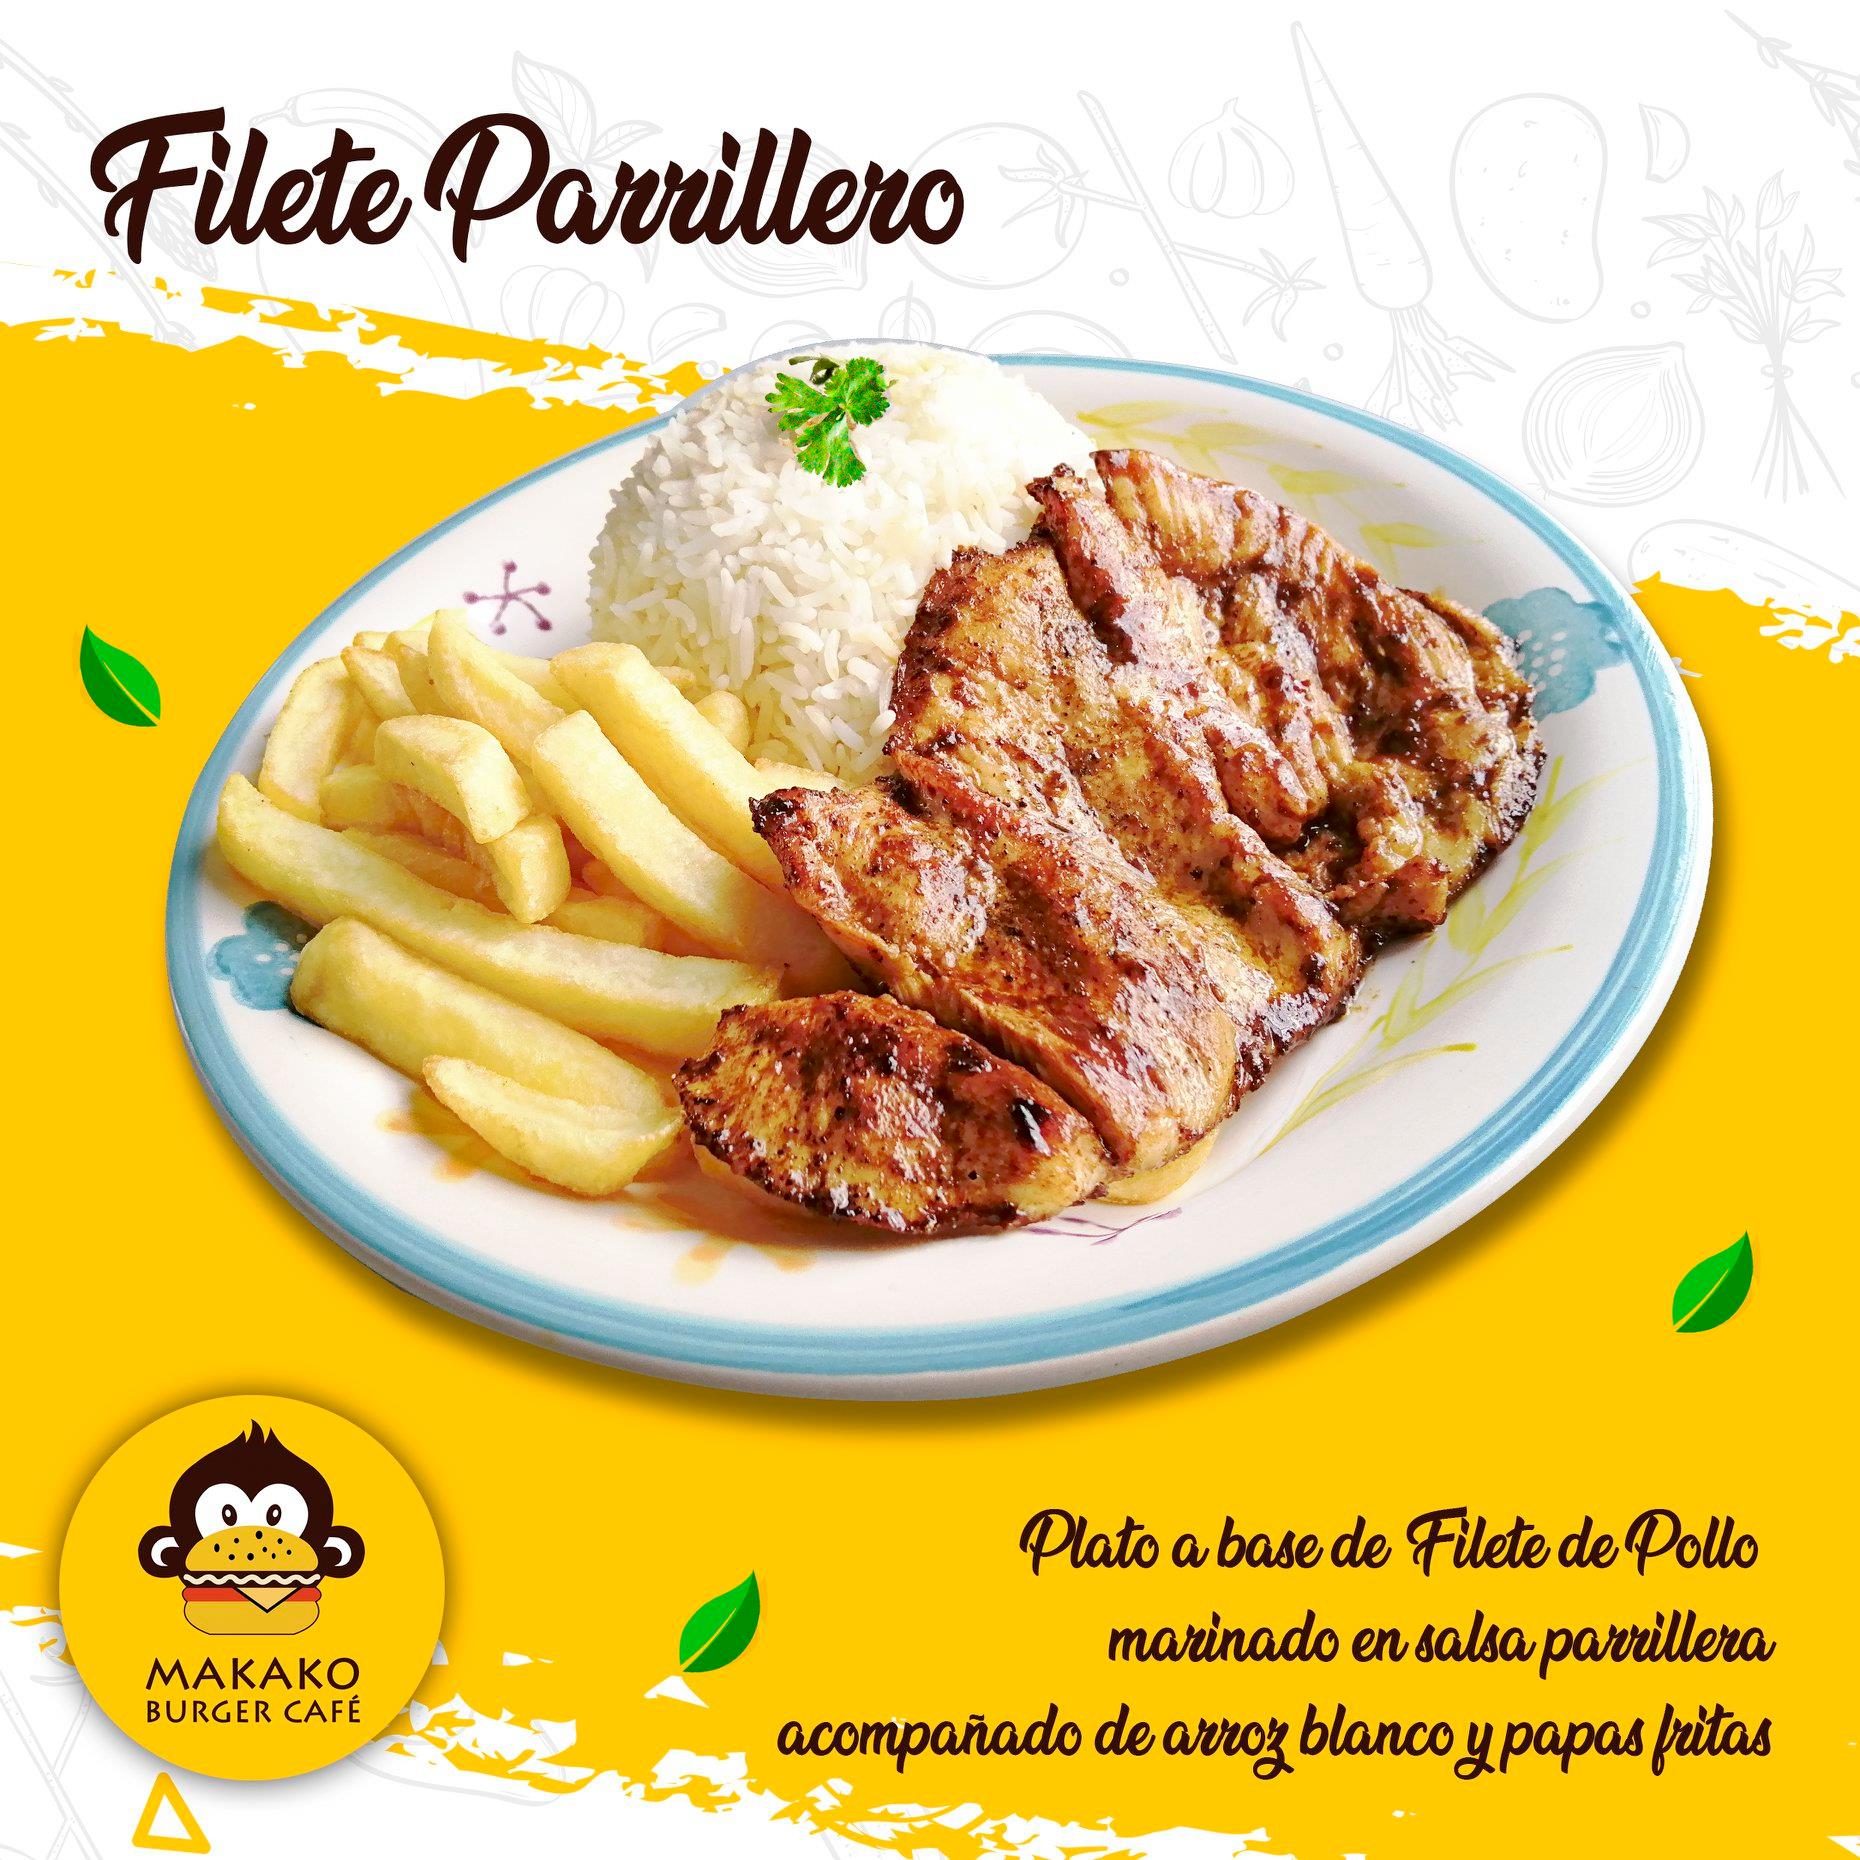 Filete Parrillero
MAKAKO
BURGER CAFÉ
Plato a base de Filete de Pollo
marinado en salsa parrillera
acompañado de arroz blanco y papas fritas